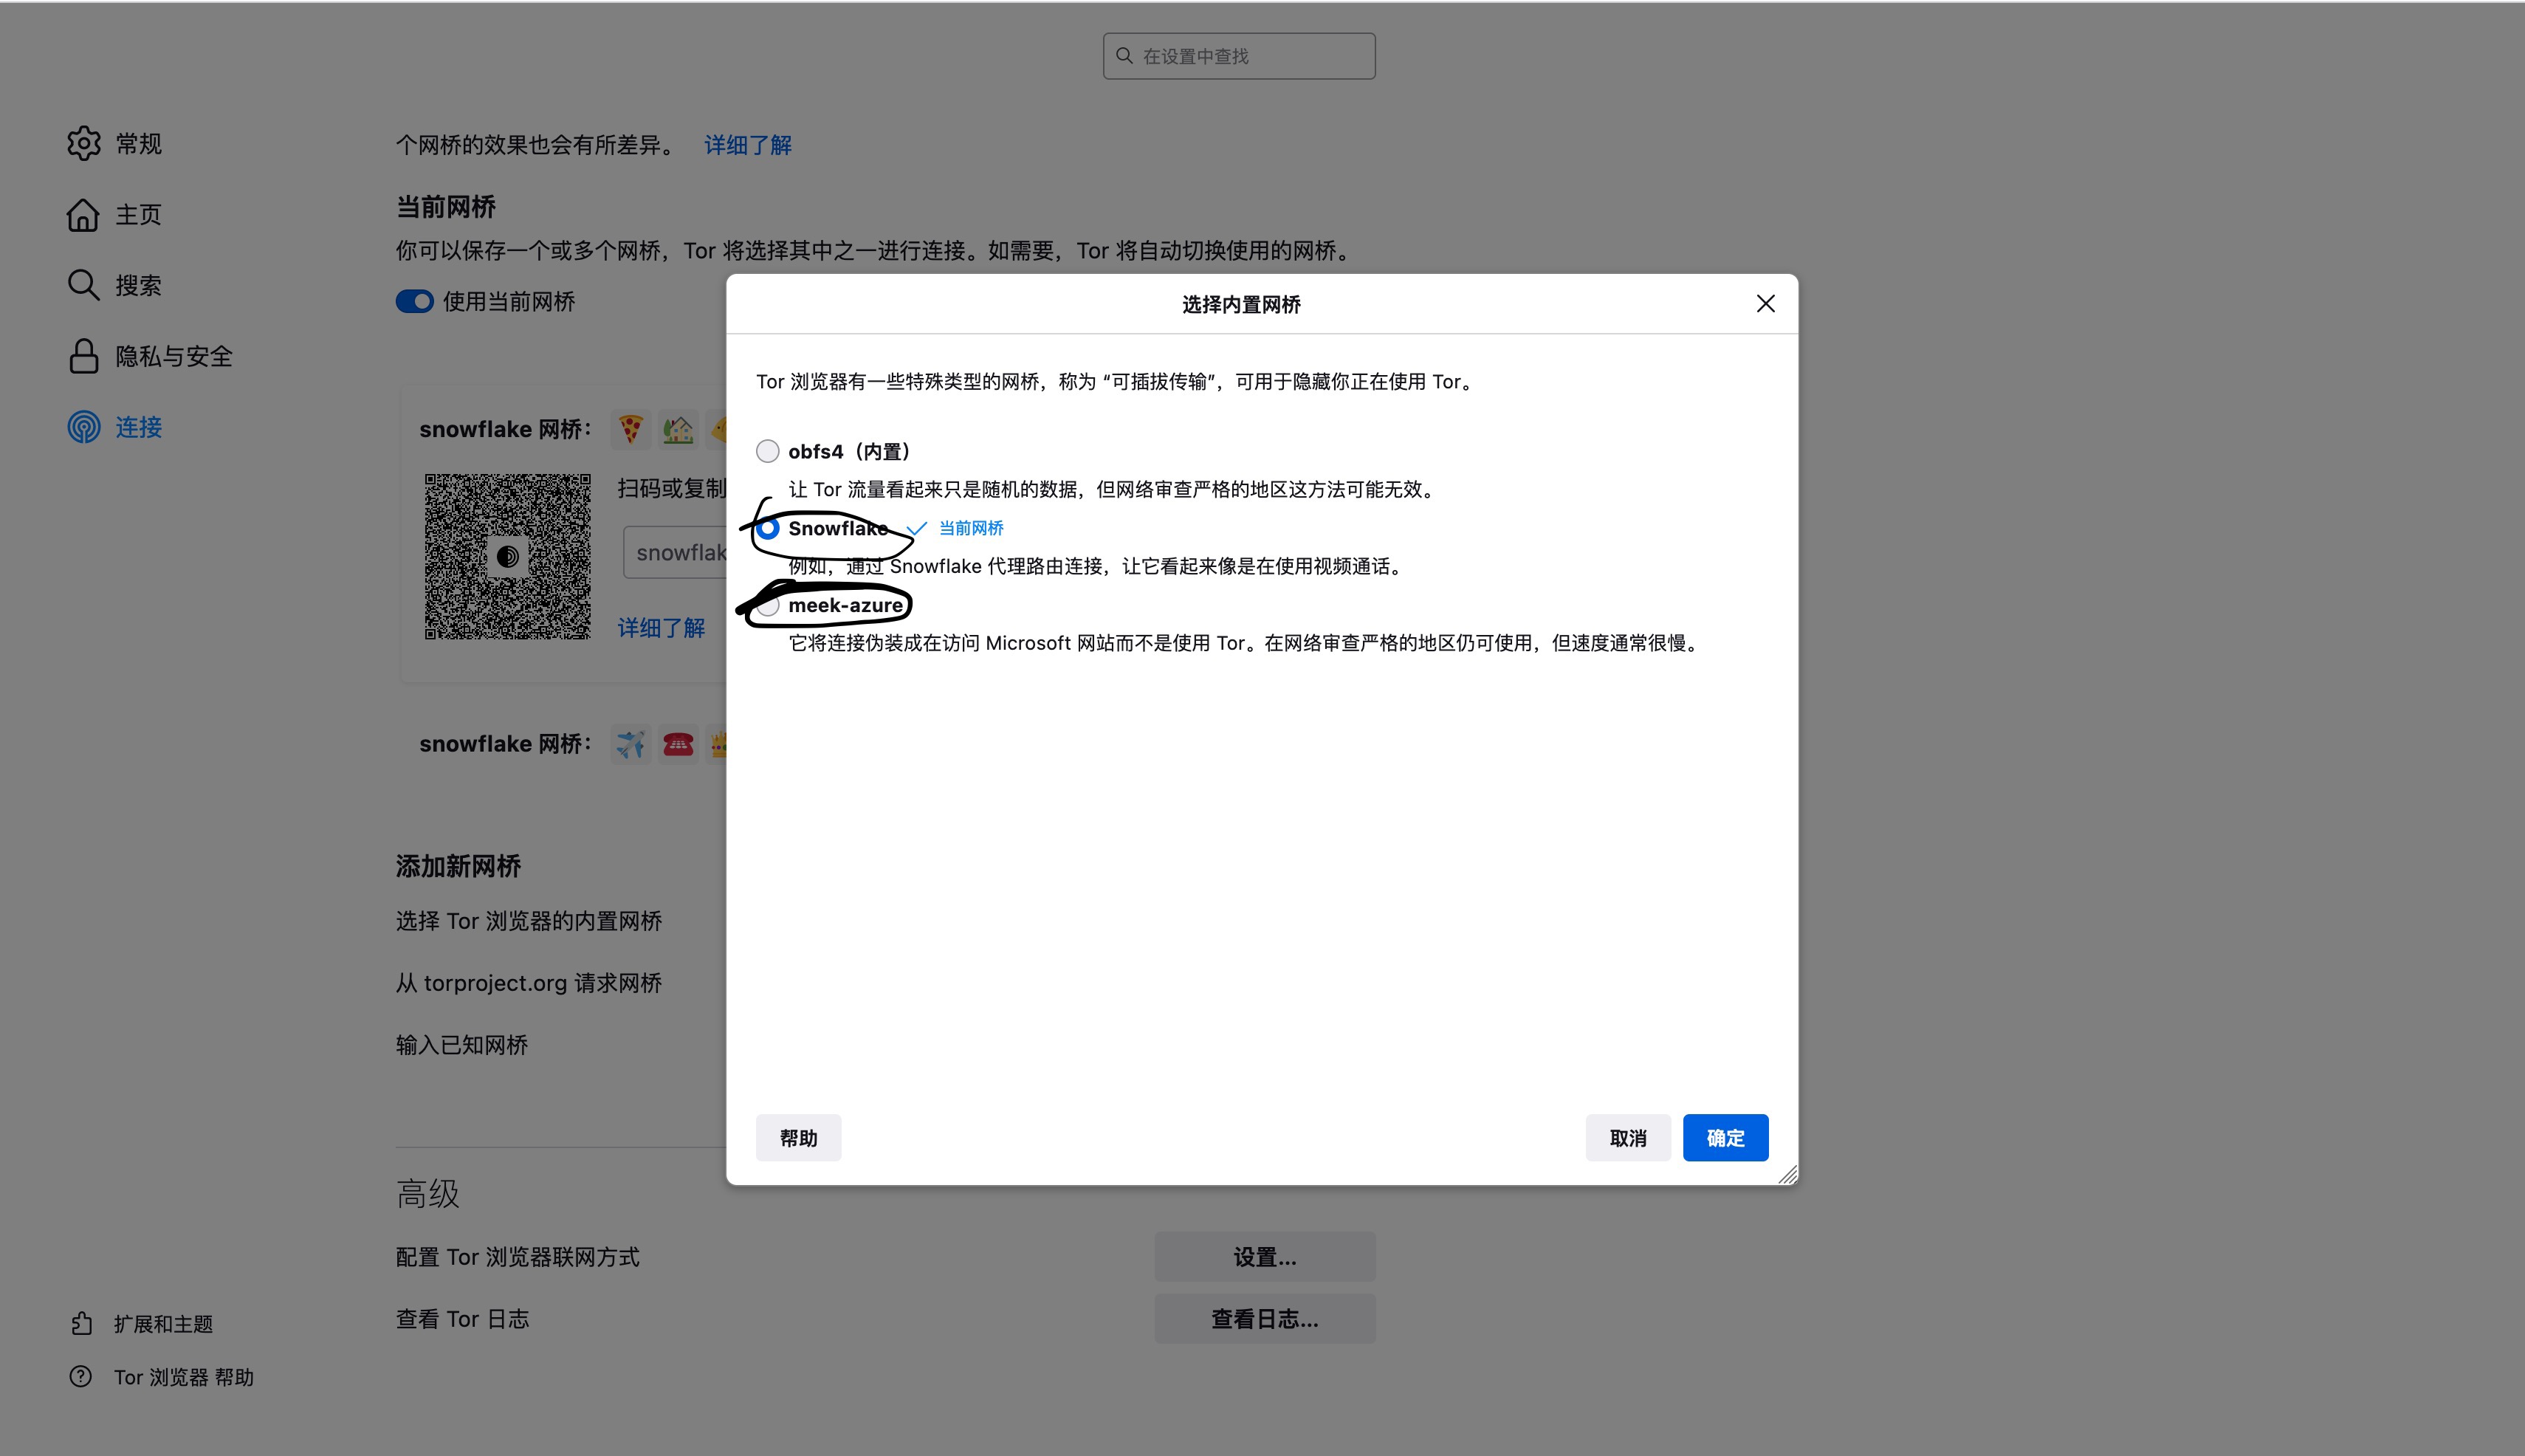 在设置中查找
常规
主页
搜索
隐私与安全
连接
个网桥的效果也会有所差异。 详细了解
当前网桥
你可以保存一个或多个网桥，Tor 将选择其中之一进行连接。如需要，Tor 将自动切换使用的网桥。
使用当前网桥
snowflake 网桥：
扫码或复制
snowflak
详细了解
snowflake 网桥：
添加新网桥
选择 Tor 浏览器的内置网桥
从 torproject.org 请求网桥
输入已知网桥
选择内置网桥
Tor 浏览器有一些特殊类型的网桥，称为 “可插拔传输”，可用于隐藏你正在使用 Tor。
obfs4（内置）
让 Tor 流量看起来只是随机的数据，但网络审查严格的地区这方法可能无效。
Snowflake 当前网桥
例如，通过 Snowflake 代理路由连接，让它看起来像是在使用视频通话。
meek-azure
它将连接伪装成在访问 Microsoft 网站而不是使用 Tor。在网络审查严格的地区仍可使用，但速度通常很慢。
帮助
取消
确定
高级
配置 Tor 浏览器联网方式
设置...
查看 Tor 日志
查看日志...
扩展和主题
Tor 浏览器 帮助